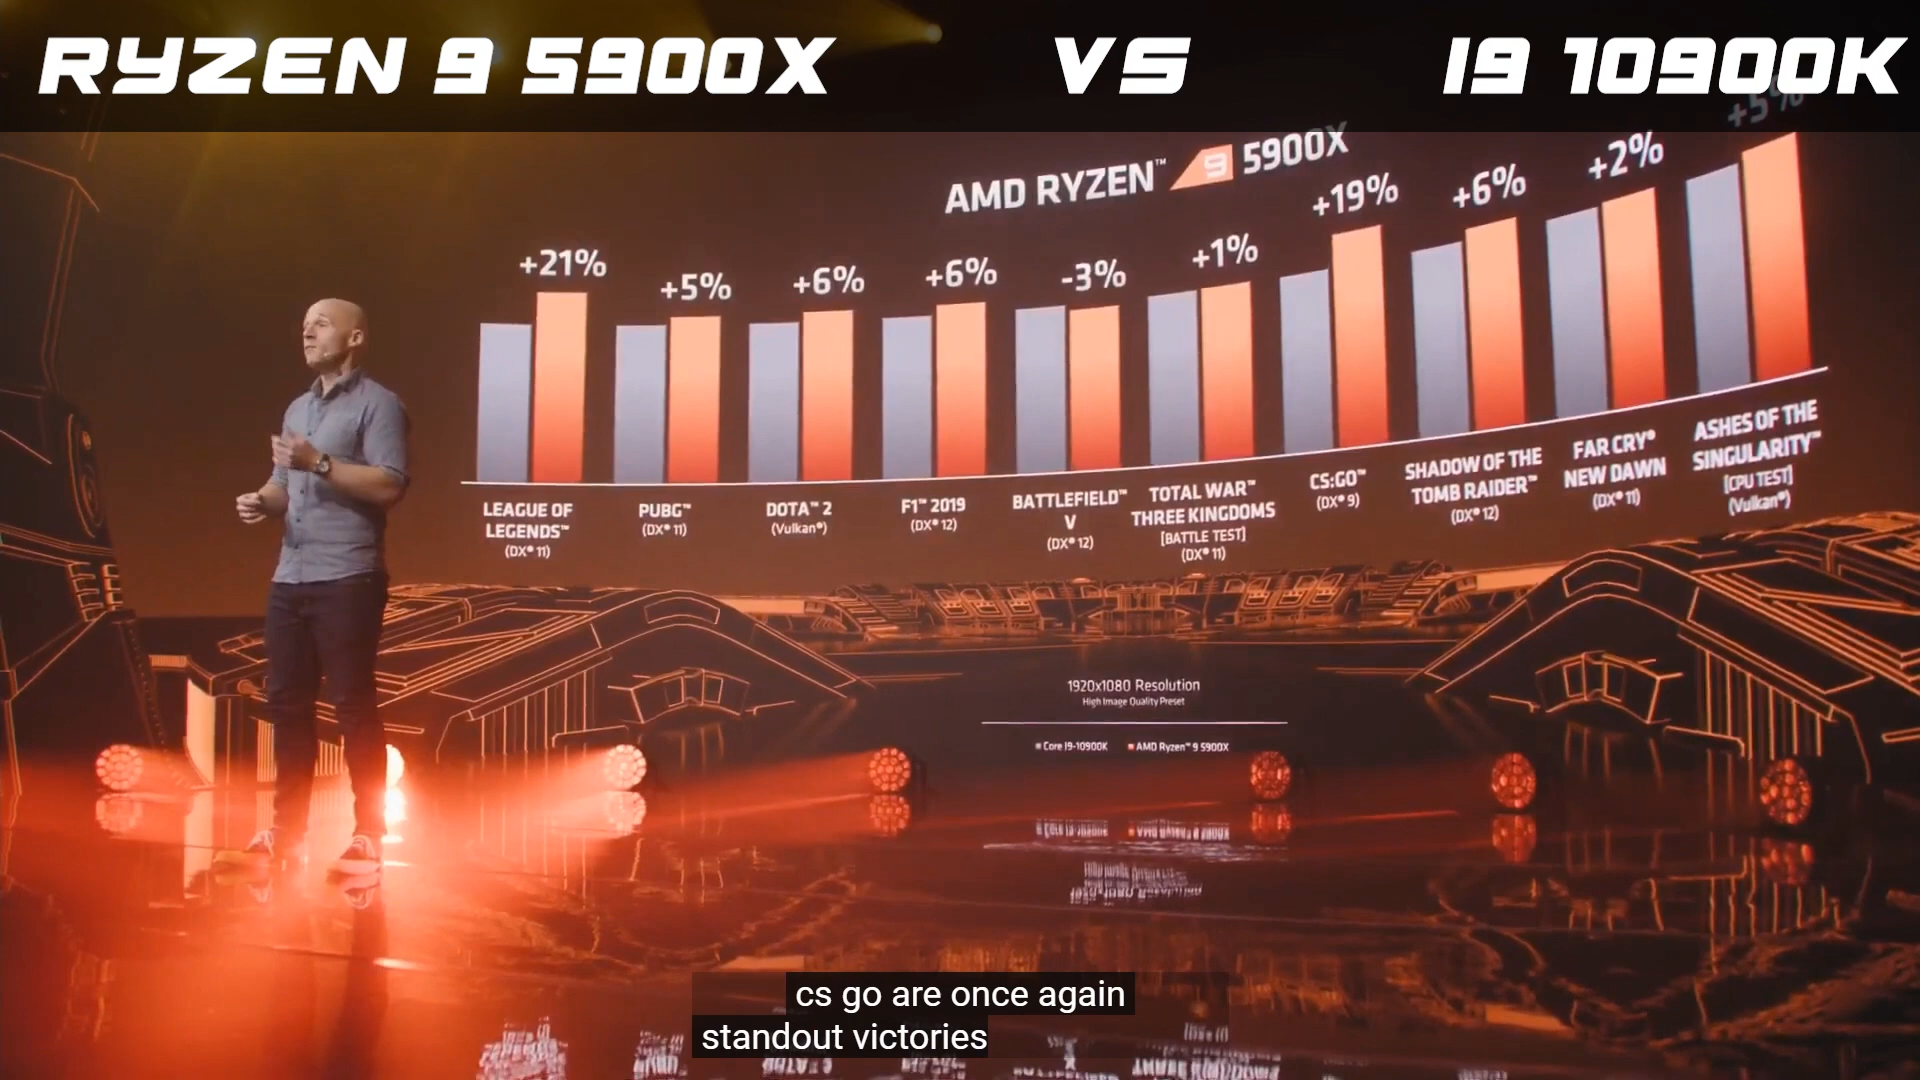 RYZEN 9 5900X VS I9 10900K
AMD RYZEN™ 9 5900X
+21%
+5%
+6%
+6%
-3%
+1%
+19%
+6%
+2%
+5%
LEAGUE OF
LEGENDS™
(DX® 11)
PUBG™
(DX® 11)
DOTA™ 2
(Vulkan®)
F1™ 2019
(DX® 12)
BATTLEFIELD™
V
(DX® 12)
TOTAL WAR™
THREE KINGDOMS
[BATTLE TEST]
(DX® 11)
CS:GO™
(DX® 9)
SHADOW OF THE
TOMB RAIDER™
(DX® 12)
FAR CRY®
NEW DAWN
(DX® 11)
ASHES OF THE
SINGULARITY™
[CPU TEST]
(Vulkan®)
1920x1080 Resolution
High Image Quality Preset
Core I9-10900K AMD Ryzen™ 9 5900X
cs go are once again
standout victories